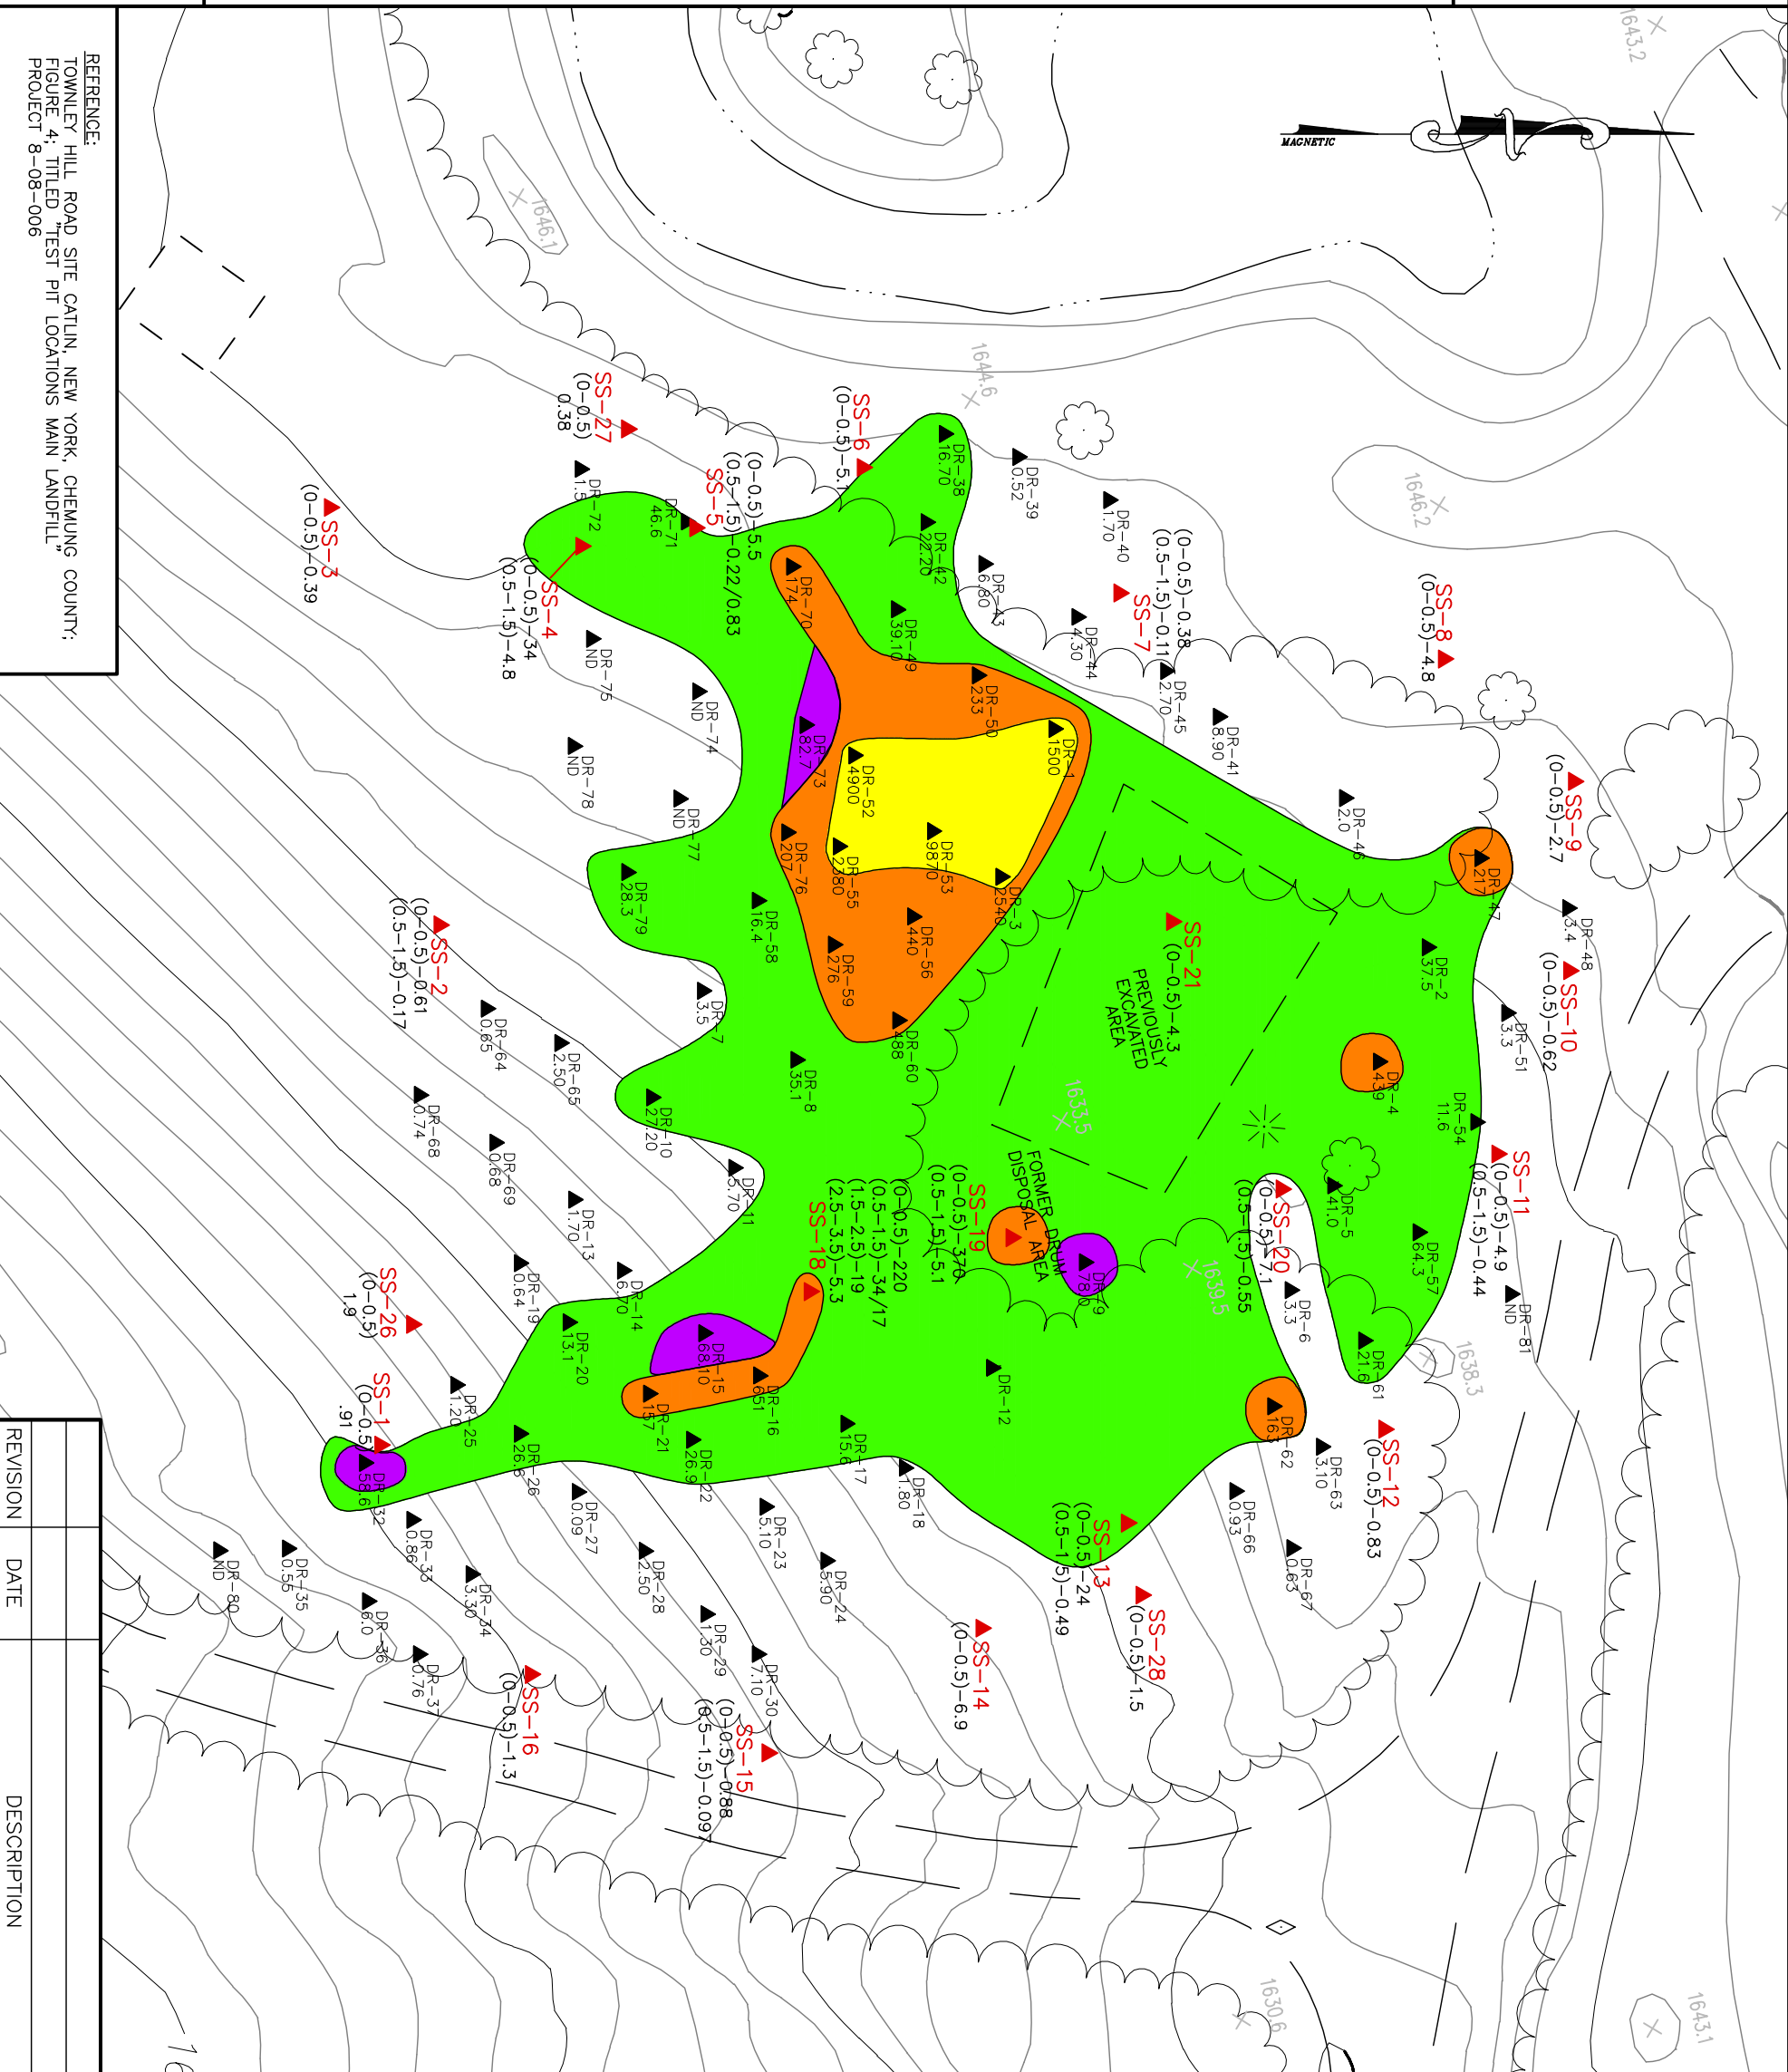 REFERENCE:
TOWNLEY HILL ROAD SITE CATLIN, NEW YORK, CHEMUNG COUNTY;
FIGURE 4; TITLED "TEST PIT LOCATIONS MAIN LANDFILL"
PROJECT 8-08-006
REVISION
DATE
DESCRIPTION
MAGNETIC
1643.2
1646.1
1644.6
1646.2
1633.5
1639.5
1638.3
1630.6
1643.1
SS-8
(0-0.5)-4.8
SS-9
(0-0.5)-2.7
DR-48
3.4
SS-10
(0-0.5)-0.62
DR-51
3.3
DR-47
217
DR-2
37.5
DR-4
439
DR-54
11.6
SS-11
(0-0.5)-4.9
(0.5-1.5)-0.44
DR-81
ND
DR-57
64.3
DR-5
41.0
DR-61
21.6
SS-12
(0-0.5)-0.83
DR-46
2.0
DR-41
8.90
DR-45
2.70
(0-0.5)-0.38
(0.5-1.5)-0.11
SS-7
DR-40
1.70
DR-44
4.30
DR-39
0.52
DR-43
6.80
DR-38
16.70
DR-42
22.20
DR-49
39.10
DR-50
233
DR-1
1500
SS-6
(0-0.5)-5.1
(0-0.5)-5.5
(0.5-1.5)-0.22/0.83
SS-5
DR-71
46.6
DR-70
174
DR-73
82.7
DR-52
4900
DR-53
9870
DR-55
2380
DR-3
2540
DR-76
207
DR-56
440
DR-59
276
DR-60
488
SS-21
(0-0.5)-4.3
PREVIOUSLY
EXCAVATED
AREA
SS-20
(0-0.5)-7.1
(0.5-1.5)-0.55
DR-6
3.3
DR-62
163
DR-63
3.10
DR-66
0.93
DR-67
0.63
FORMER DRUM
DISPOSAL AREA
DR-9
78.0
SS-19
(0-0.5)-370
(0.5-1.5)-5.1
(0-0.5)-220
(0.5-1.5)-34/17
(1.5-2.5)-19
(2.5-3.5)-5.3
SS-18
DR-12
SS-13
(0-0.5)-24
(0.5-1.5)-0.49
SS-28
(0-0.5)-1.5
SS-14
(0-0.5)-6.9
DR-17
15.6
DR-18
1.80
DR-16
651
DR-15
68.10
DR-21
157
DR-22
26.9
DR-23
5.10
DR-24
5.90
DR-28
2.50
DR-29
1.30
DR-30
7.10
SS-15
(0-0.5)-0.88
(0.5-1.5)-0.097
SS-16
(0-0.5)-1.3
DR-27
0.09
DR-26
26.6
DR-20
13.1
DR-14
6.70
DR-19
0.64
DR-25
1.20
DR-32
58.6
DR-33
0.86
DR-34
3.30
DR-35
0.55
DR-36
6.0
DR-37
0.76
DR-80
ND
SS-1
(0-0.5)
.91
SS-26
(0-0.5)
1.9
DR-13
1.70
DR-69
0.68
DR-68
0.74
DR-65
2.50
DR-64
0.65
SS-2
(0-0.5)-0.61
(0.5-1.5)-0.17
DR-11
5.70
DR-10
27.20
DR-8
35.1
DR-7
3.5
DR-58
16.4
DR-79
28.3
DR-77
ND
DR-78
ND
DR-74
ND
DR-75
ND
SS-4
(0-0.5)-34
(0.5-1.5)-4.8
SS-3
(0-0.5)-0.39
DR-72
1.5
SS-27
(0-0.5)
0.38